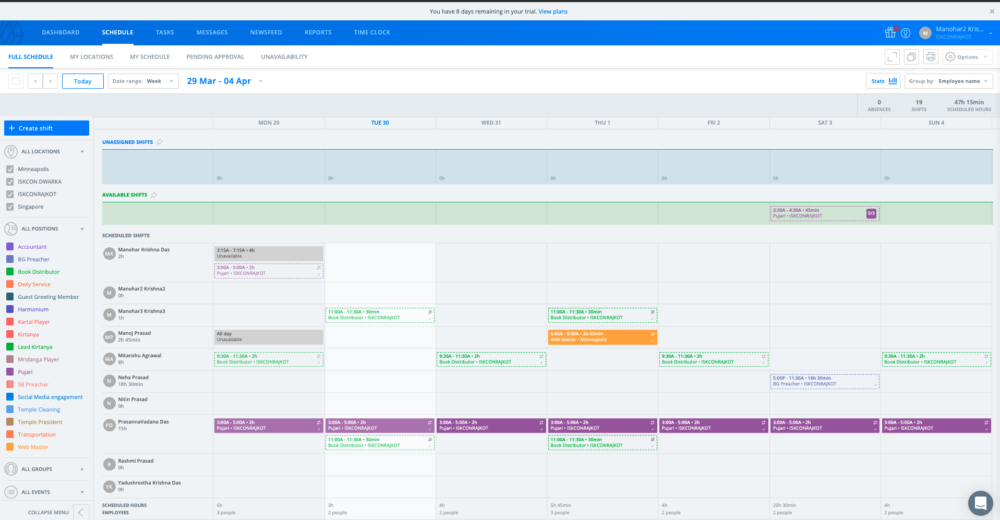 You have 8 days remaining in your trial. View plans
DASHBOARD SCHEDULE TASKS MESSAGES NEWSFEED REPORTS TIME CLOCK
M Manohar2 Kris...
ISKCONRAJKOT
FULL SCHEDULE MY LOCATIONS MY SCHEDULE PENDING APPROVAL UNAVAILABILITY
Options
Today Date range: Week 29 Mar - 04 Apr Stats Group by: Employee name
0 19 47h 15min
ABSENCES SHIFTS SCHEDULED HOURS
Create shift
ALL LOCATIONS
Minneapolis
ISKCON DWARKA
ISKCONRAJKOT
Singapore
ALL POSITIONS
Accountant
BG Preacher
Book Distributor
Deity Service
Guest Greeting Member
Harmonium
Kartal Player
Kirtanya
Lead Kirtanya
Mridanga Player
Pujari
SB Preacher
Social Media engagement
Temple Cleaning
Temple President
Transportation
Web Master
ALL GROUPS
ALL EVENTS
COLLAPSE MENU
MON 29 TUE 30 WED 31 THU 1 FRI 2 SAT 3 SUN 4
UNASSIGNED SHIFTS
0h 0h 0h 0h 0h 0h 0h
AVAILABLE SHIFTS
3:30A - 4:30A • 45min
Pujari • ISKCONRAJKOT
0/3
SCHEDULED SHIFTS
MK Manohar Krishna Das
2h
3:15A - 7:15A • 4h
Unavailable
3:00A - 5:00A • 2h
Pujari • ISKCONRAJKOT
M Manohar2 Krishna2
0h
M Manohar3 Krishna3
1h
11:00A - 11:30A • 30min
Book Distributor • ISKCONRAJKOT
11:00A - 11:30A • 30min
Book Distributor • ISKCONRAJKOT
MP Manoj Prasad
2h 45min
All day
Unavailable
6:45A - 9:30A • 2h 45min
Web Master • Minneapolis
MA Mitanshu Agrawal
8h
9:30A - 11:30A • 2h
Book Distributor • ISKCONRAJKOT
9:30A - 11:30A • 2h
Book Distributor • ISKCONRAJKOT
9:30A - 11:30A • 2h
Book Distributor • ISKCONRAJKOT
9:30A - 11:30A • 2h
Book Distributor • ISKCONRAJKOT
N Neha Prasad
18h 30min
5:00P - 11:30A • 18h 30min
BG Preacher • ISKCONRAJKOT
N Nitin Prasad
0h
PD PrasannaVadana Das
15h
3:00A - 5:00A • 2h
Pujari • ISKCONRAJKOT
3:00A - 5:00A • 2h
Pujari • ISKCONRAJKOT
3:00A - 5:00A • 2h
Pujari • ISKCONRAJKOT
3:00A - 5:00A • 2h
Pujari • ISKCONRAJKOT
3:00A - 5:00A • 2h
Pujari • ISKCONRAJKOT
3:00A - 5:00A • 2h
Pujari • ISKCONRAJKOT
3:00A - 5:00A • 2h
Pujari • ISKCONRAJKOT
11:00A - 11:30A • 30min
Book Distributor • ISKCONRAJKOT
11:00A - 11:30A • 30min
Book Distributor • ISKCONRAJKOT
R Rashmi Prasad
0h
YK Yadushrestha Krishna Das
0h
SCHEDULED HOURS 6h 3h 4h 5h 45min 4h 20h 30min 4h
EMPLOYEES 3 people 2 people 2 people 3 people 2 people 2 people 2 people